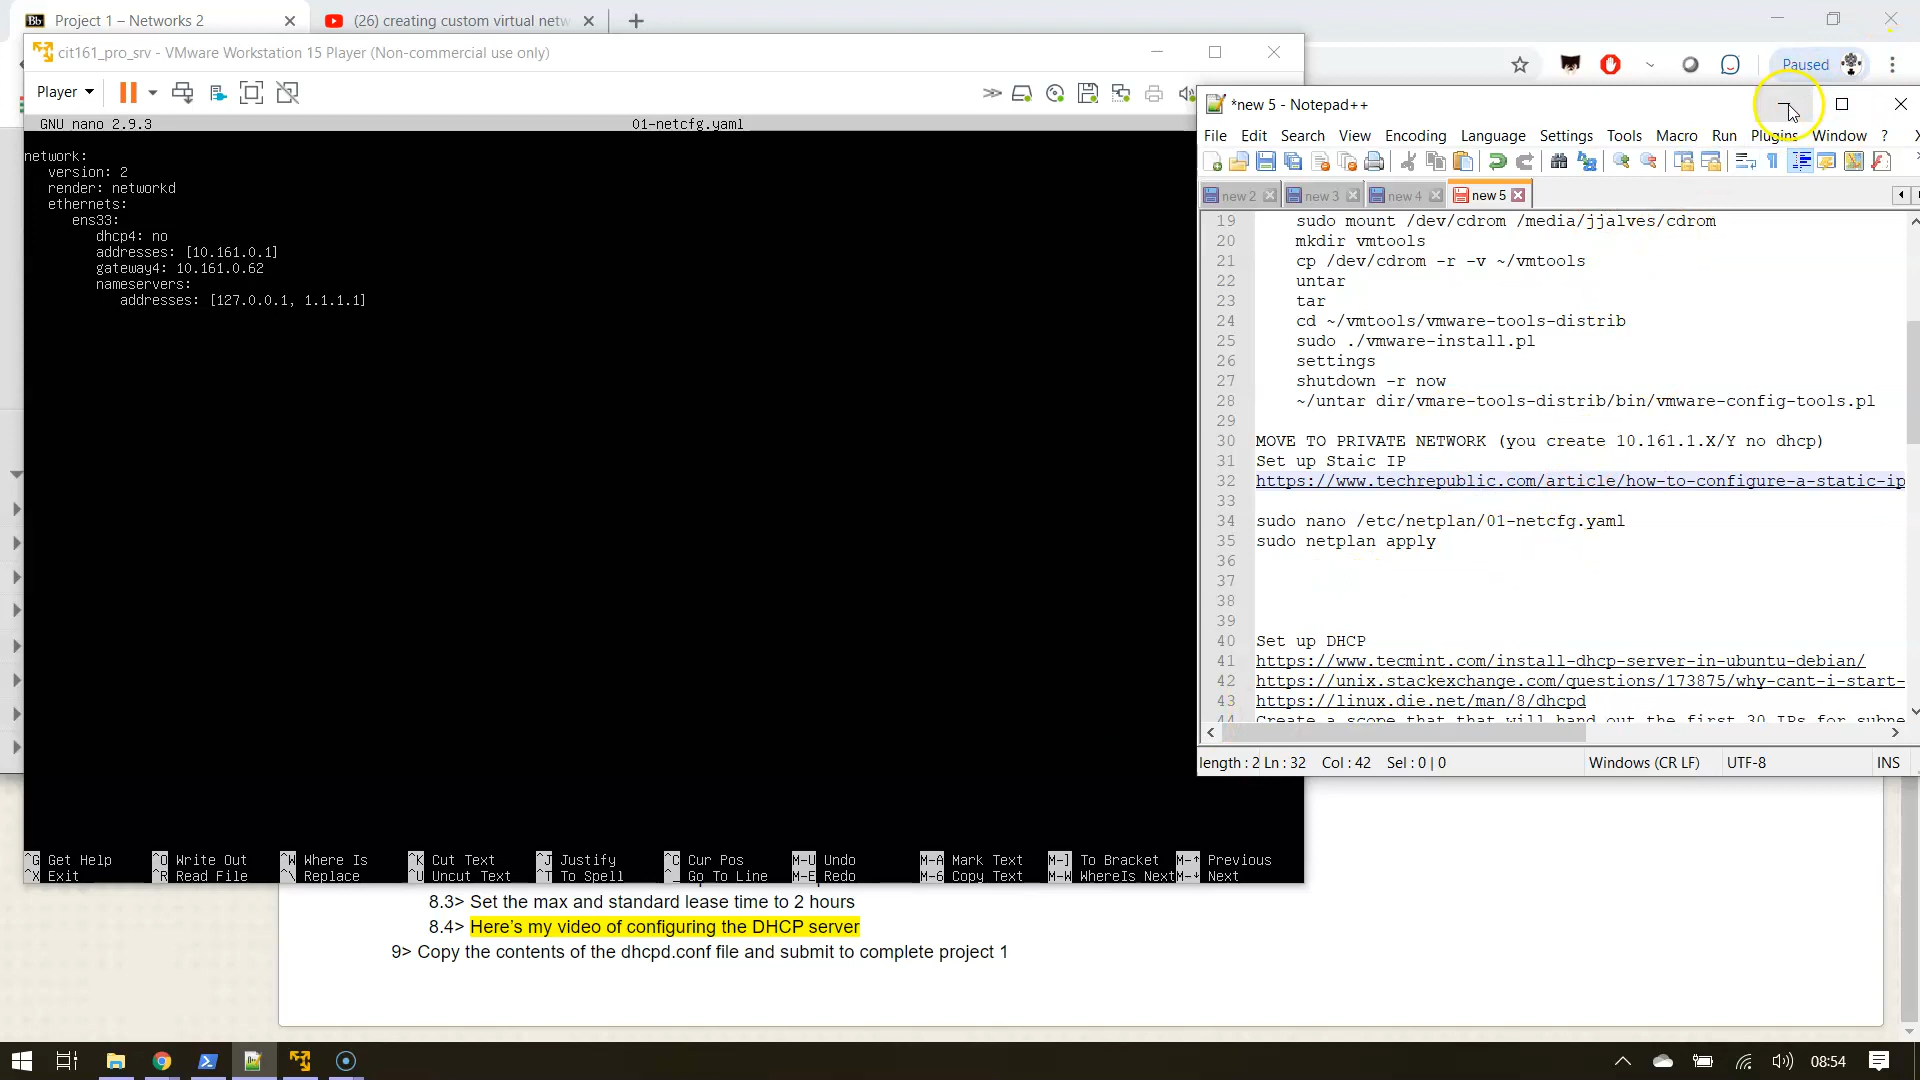 Project 1 – Networks 2
(26) creating custom virtual netw
cit161_pro_srv - VMware Workstation 15 Player (Non-commercial use only)
Player
Paused
GNU nano 2.9.3
01-netcfg.yaml
network:
version: 2
render: networkd
ethernets:
ens33:
dhcp4: no
addresses: [10.161.0.1]
gateway4: 10.161.0.62
nameservers:
addresses: [127.0.0.1, 1.1.1.1]
^G Get Help
^O Write Out
^W Where Is
^K Cut Text
^J Justify
^C Cur Pos
M-U Undo
M-A Mark Text
M-] To Bracket
M-↑ Previous
^X Exit
^R Read File
^\ Replace
^U Uncut Text
^T To Spell
^_ Go To Line
M-E Redo
M-6 Copy Text
M-W WhereIs Next
M-↓ Next
*new 5 - Notepad++
File Edit Search View Encoding Language Settings Tools Macro Run Plugins Window ?
new 2 new 3 new 4 new 5
19 sudo mount /dev/cdrom /media/jjalves/cdrom
20 mkdir vmtools
21 cp /dev/cdrom -r -v ~/vmtools
22 untar
23 tar
24 cd ~/vmtools/vmware-tools-distrib
25 sudo ./vmware-install.pl
26 settings
27 shutdown -r now
28 ~/untar dir/vmare-tools-distrib/bin/vmware-config-tools.pl
29
30 MOVE TO PRIVATE NETWORK (you create 10.161.1.X/Y no dhcp)
31 Set up Staic IP
32 https://www.techrepublic.com/article/how-to-configure-a-static-ip
33
34 sudo nano /etc/netplan/01-netcfg.yaml
35 sudo netplan apply
36
37
38
39
40 Set up DHCP
41 https://www.tecmint.com/install-dhcp-server-in-ubuntu-debian/
42 https://unix.stackexchange.com/questions/173875/why-cant-i-start-
43 https://linux.die.net/man/8/dhcpd
44 Create a scope that that will hand out the first 30 IPs for subne
length : 2 Ln : 32 Col : 42 Sel : 0 | 0
Windows (CR LF)
UTF-8
INS
8.3> Set the max and standard lease time to 2 hours
8.4> Here's my video of configuring the DHCP server
9> Copy the contents of the dhcpd.conf file and submit to complete project 1
08:54